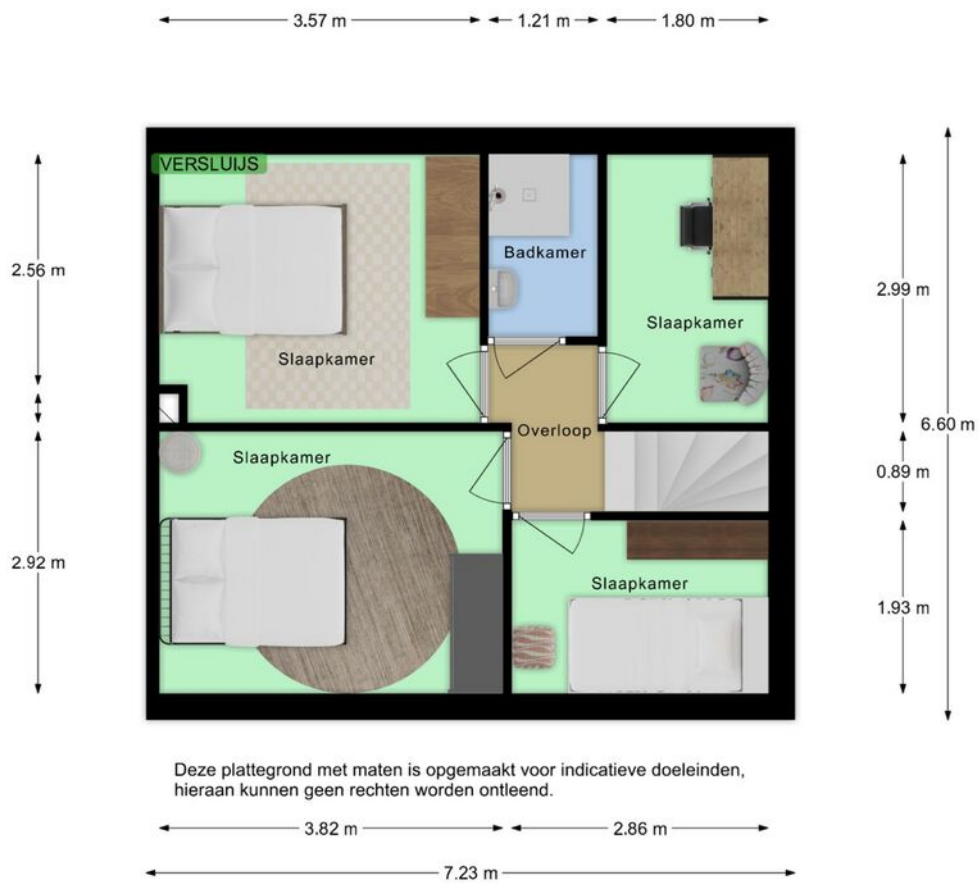 3.57 m
1.21 m
1.80 m
VERSLUIJS
Badkamer
2.56 m
2.99 m
Slaapkamer
Slaapkamer
6.60 m
Overloop
Slaapkamer
0.89 m
2.92 m
Slaapkamer
1.93 m
Deze plattegrond met maten is opgemaakt voor indicatieve doeleinden,
hieraan kunnen geen rechten worden ontleend.
3.82 m
2.86 m
7.23 m